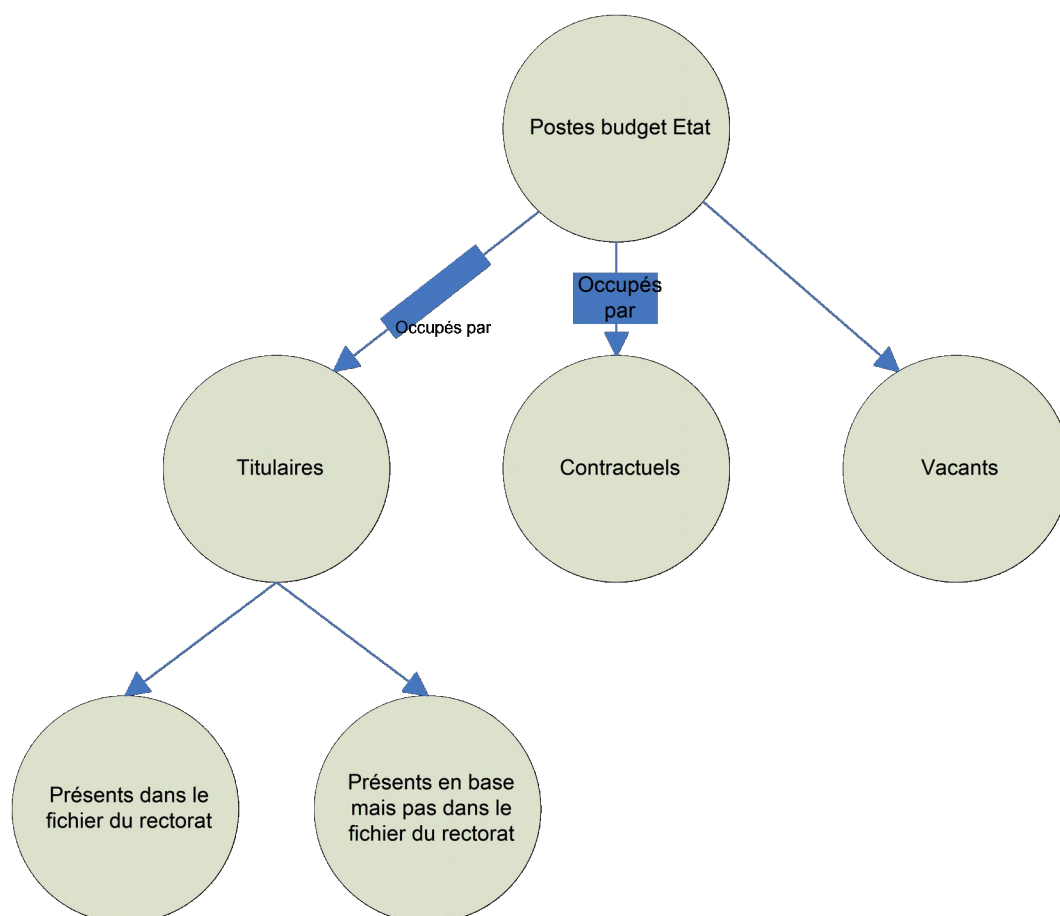 Postes budget Etat
Occupés
par
Occupés par
Titulaires
Contractuels
Vacants
Présents dans le
fichier du rectorat
Présents en base
mais pas dans le
fichier du rectorat